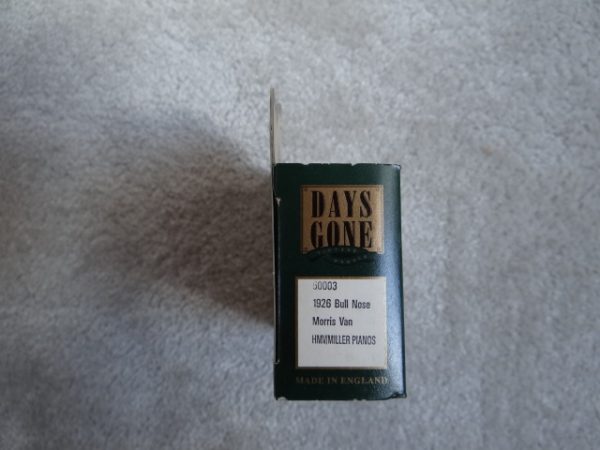 DAYS
GONE
60003
1926 Bull Nose
Morris Van
HMV/MILLER PIANOS
MADE IN ENGLAND